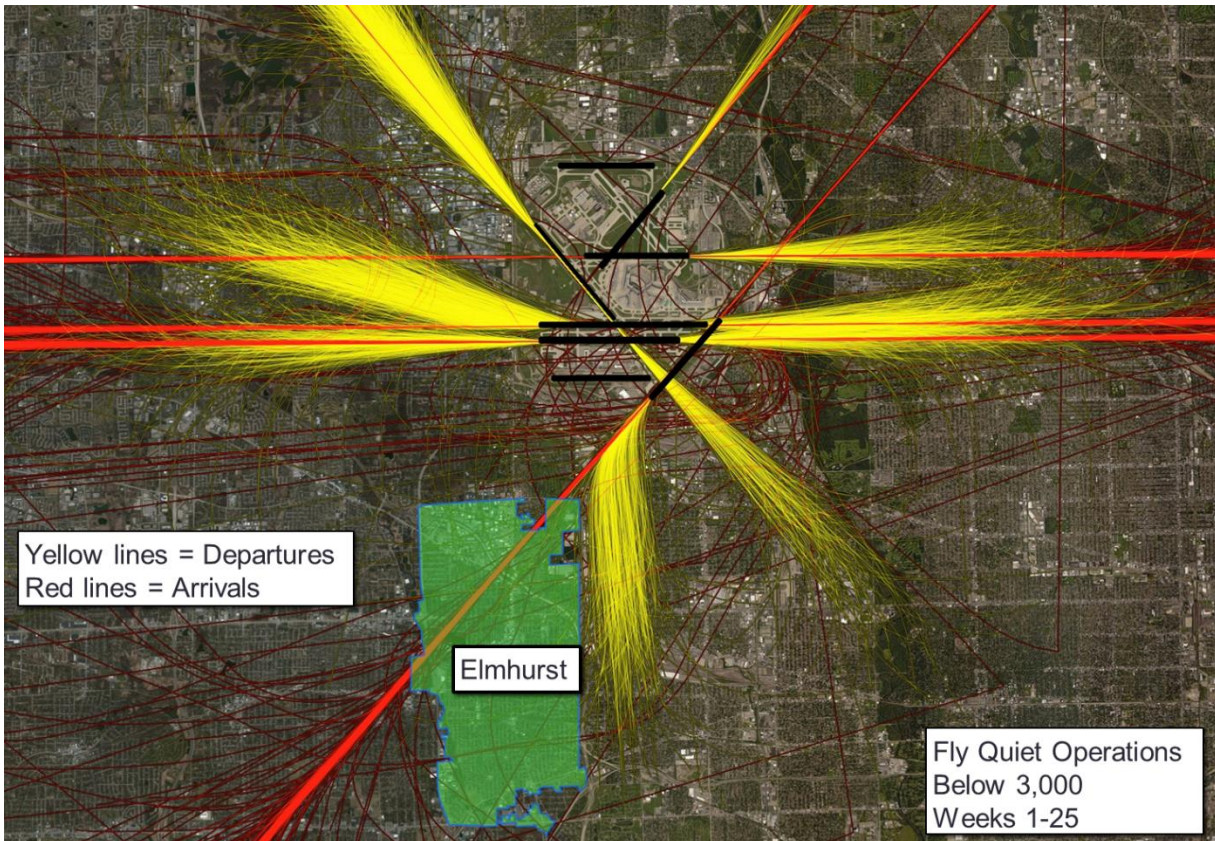 Yellow lines = Departures
Red lines = Arrivals
Elmhurst
Fly Quiet Operations
Below 3,000
Weeks 1-25